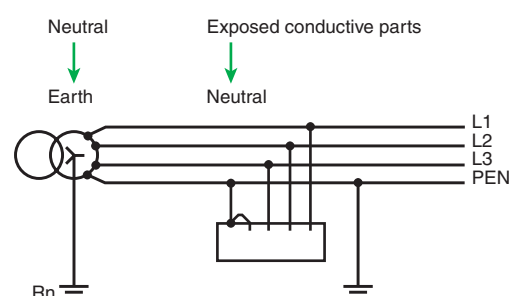 Neutral
Exposed conductive parts
Earth
Neutral
L1
L2
L3
PEN
Rn